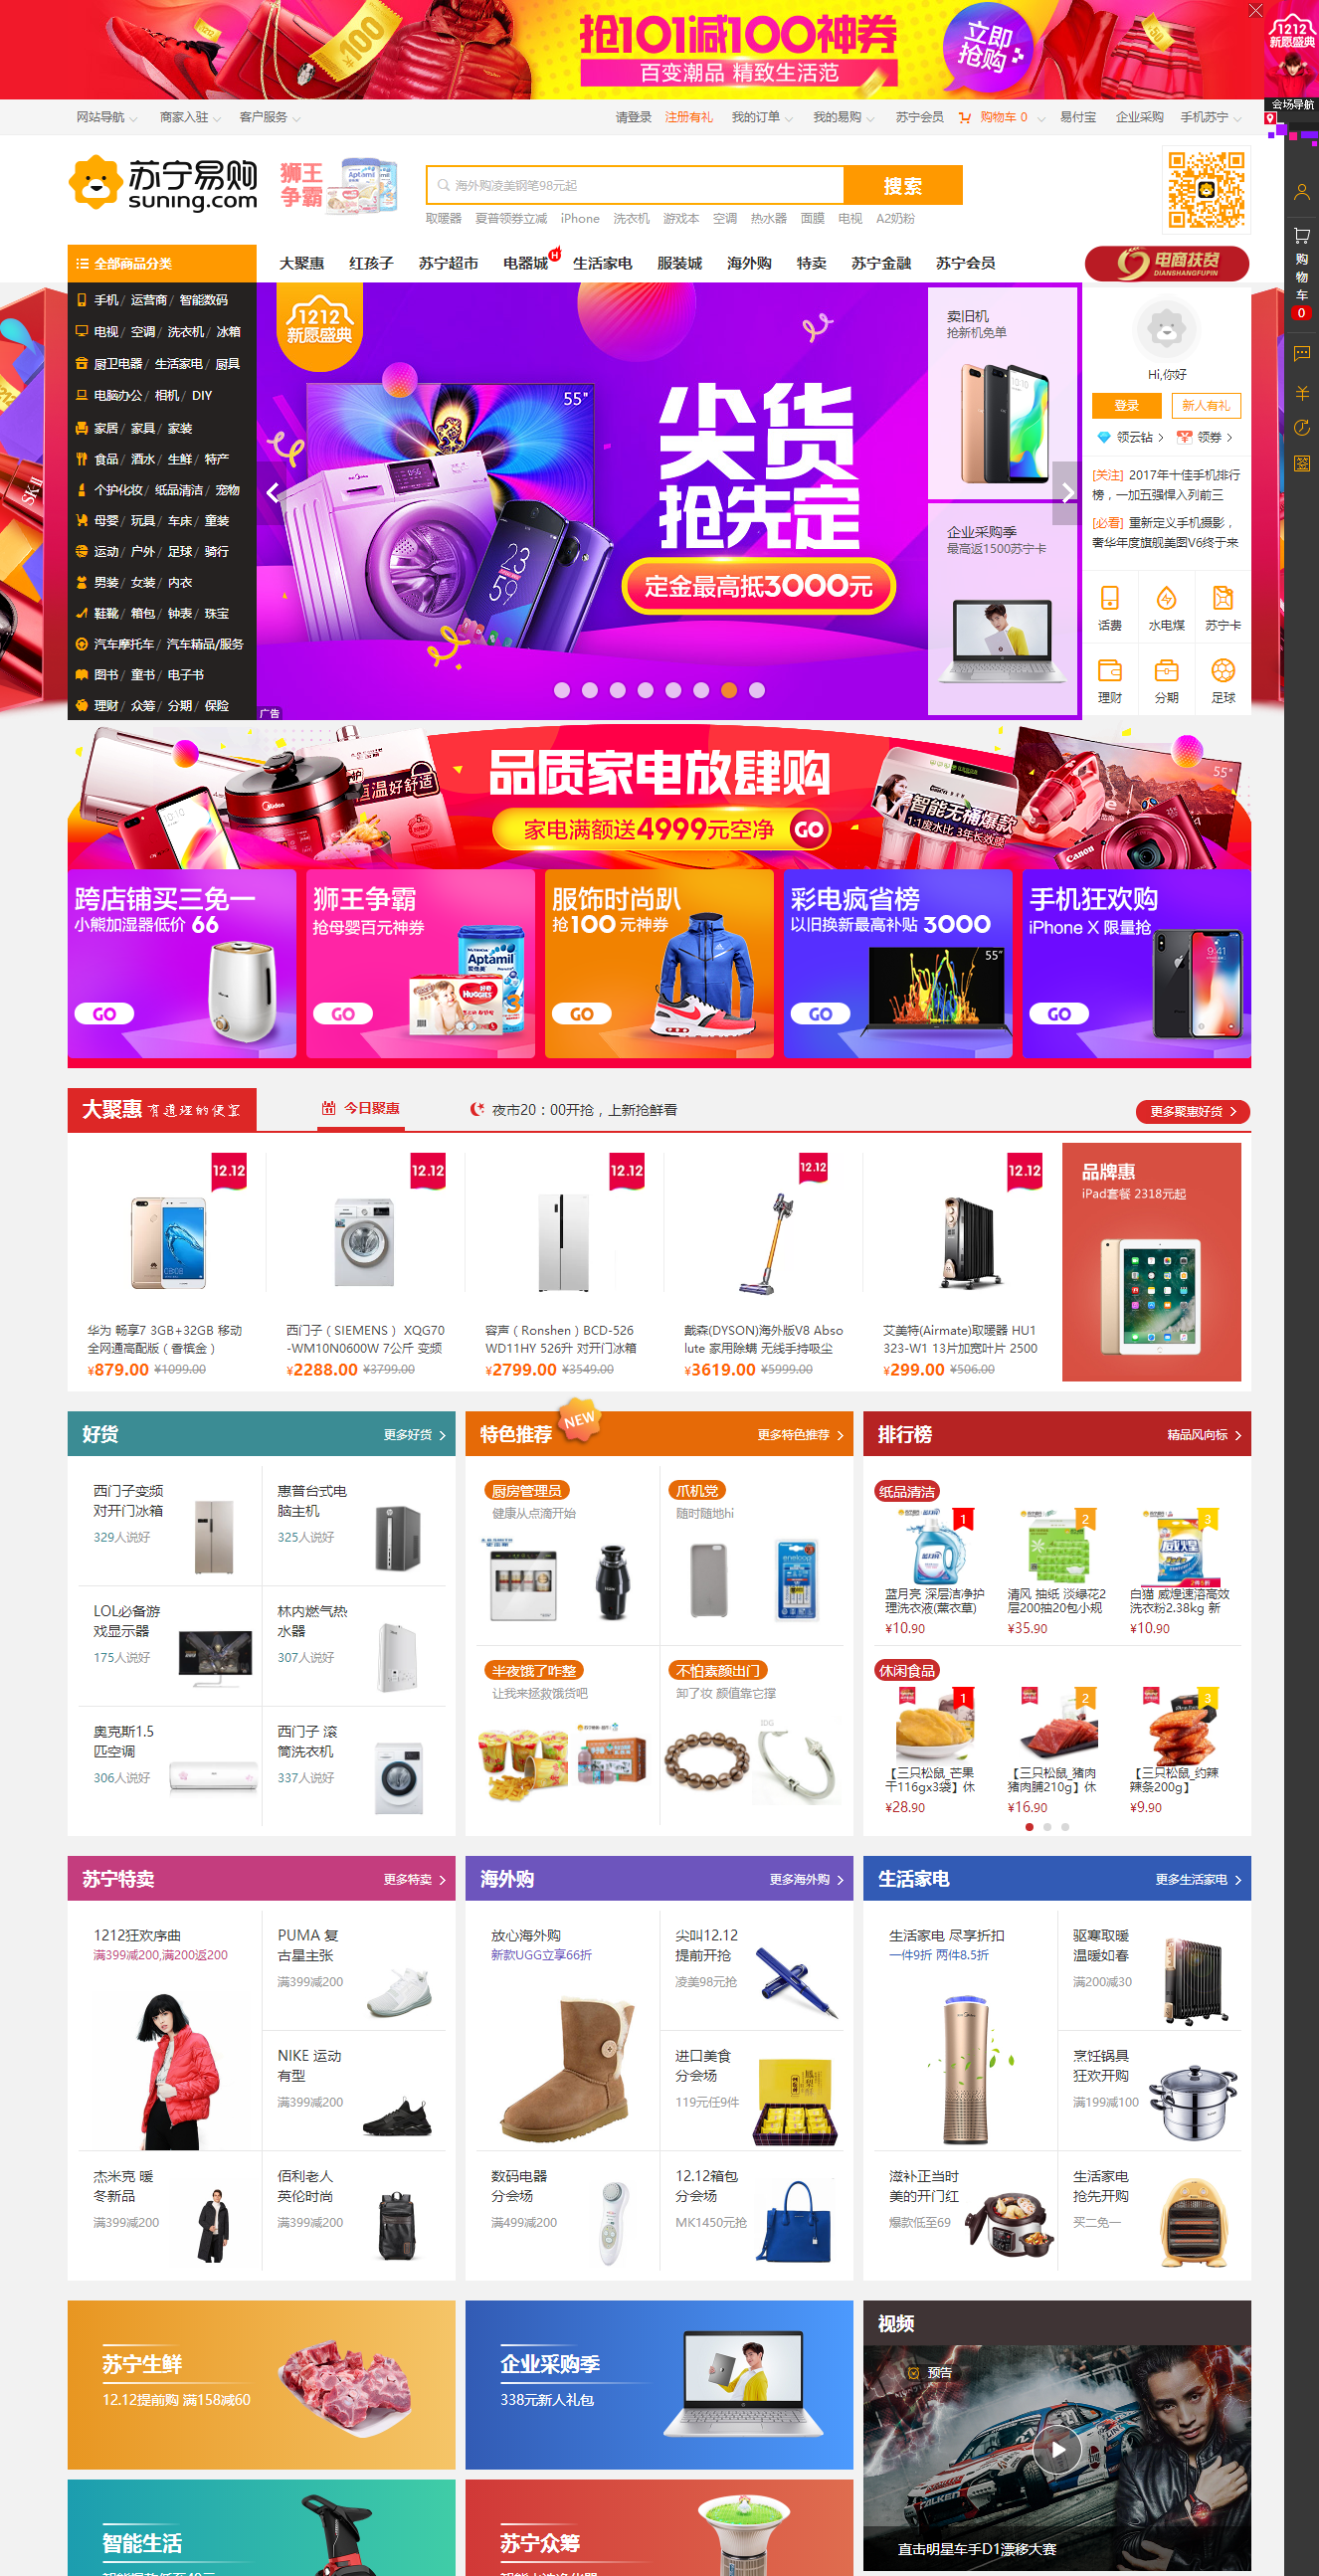 抢101减100神券
百变潮品 精致生活范
立即
抢购
1212
新愿盛典
会场导航
网站导航 商家入驻 客户服务
请登录 注册有礼 我的订单 我的易购 苏宁会员 购物车 0 易付宝 企业采购 手机苏宁
苏宁易购
suning.com
狮王
争霸
海外购凌美钢笔98元起
搜索
取暖器 夏普领券立减 iPhone 洗衣机 游戏本 空调 热水器 面膜 电视 A2奶粉
全部商品分类
大聚惠 红孩子 苏宁超市 电器城 H 生活家电 服装城 海外购 特卖 苏宁金融 苏宁会员
电商扶贫
DIANSHANGFUPIN
购物车
0
手机/ 运营商/ 智能数码
电视/ 空调/ 洗衣机/ 冰箱
厨卫电器/ 生活家电/ 厨具
电脑办公/ 相机/ DIY
家居/ 家具/ 家装
食品/ 酒水/ 生鲜/ 特产
个护化妆/ 纸品清洁/ 宠物
母婴/ 玩具/ 车床/ 童装
运动/ 户外/ 足球/ 骑行
男装/ 女装/ 内衣
鞋靴/ 箱包/ 钟表/ 珠宝
汽车摩托车/ 汽车精品/服务
图书/ 童书/ 电子书
理财/ 众筹/ 分期/ 保险
1212
新愿盛典
55"
尖货
抢先定
定金最高抵3000元
广告
卖旧机
抢新机免单
企业采购季
最高返1500苏宁卡
Hi,你好
登录 新人有礼
领云钻 领券
[关注] 2017年十佳手机排行
榜，一加五强悍入列前三
[必看] 重新定义手机摄影，
奢华年度旗舰美图V6终于来
话费 水电煤 苏宁卡
理财 分期 足球
品质家电放肆购
家电满额送4999元空净 GO
恒温好舒适
智能无桶爆款
1:1废水比 3年长效膜
55"
Canon
跨店铺买三免一
小熊加湿器低价 66
GO
狮王争霸
抢母婴百元神券
GO
Aptamil
HUGGIES
服饰时尚趴
抢100元神券
GO
彩电疯省榜
以旧换新最高补贴 3000
55"
GO
手机狂欢购
iPhone X 限量抢
GO
大聚惠 有道理的便宜
今日聚惠
夜市20：00开抢，上新抢鲜看
更多聚惠好货
12.12
12.12
12.12
12.12
12.12
华为 畅享7 3GB+32GB 移动
全网通高配版（香槟金）
¥879.00 ¥1099.00
西门子（SIEMENS） XQG70
-WM10N0600W 7公斤 变频
¥2288.00 ¥3799.00
容声（Ronshen）BCD-526
WD11HY 526升 对开门冰箱
¥2799.00 ¥3549.00
戴森(DYSON)海外版V8 Abso
lute 家用除螨 无线手持吸尘
¥3619.00 ¥5999.00
艾美特(Airmate)取暖器 HU1
323-W1 13片加宽叶片 2500
¥299.00 ¥506.00
品牌惠
iPad套餐 2318元起
好货
更多好货
西门子变频
对开门冰箱
329人说好
惠普台式电
脑主机
325人说好
LOL必备游
戏显示器
175人说好
林内燃气热
水器
307人说好
奥克斯1.5
匹空调
306人说好
西门子 滚
筒洗衣机
337人说好
特色推荐
NEW
更多特色推荐
厨房管理员
健康从点滴开始
爪机党
随时随地hi
半夜饿了咋整
让我来拯救饿货吧
不怕素颜出门
卸了妆 颜值靠它撑
排行榜
精品风向标
纸品清洁
1
2
3
蓝月亮 深层洁净护
理洗衣液(薰衣草)
¥10.90
清风 抽纸 淡绿花2
层200抽20包小规
¥35.90
白猫 威煌速溶高效
洗衣粉2.38kg 新
¥10.90
休闲食品
1
2
3
【三只松鼠_芒果
干116gx3袋】休
¥28.90
【三只松鼠_猪肉
猪肉脯210g】休
¥16.90
【三只松鼠_约辣
辣条200g】
¥9.90
苏宁特卖
更多特卖
1212狂欢序曲
满399减200,满200返200
PUMA 复
古星主张
满399减200
NIKE 运动
有型
满399减200
杰米克 暖
冬新品
满399减200
佰利老人
英伦时尚
满399减200
海外购
更多海外购
放心海外购
新款UGG立享66折
尖叫12.12
提前开抢
凌美98元抢
进口美食
分会场
119元任9件
数码电器
分会场
满499减200
12.12箱包
分会场
MK1450元抢
生活家电
更多生活家电
生活家电 尽享折扣
一件9折 两件8.5折
驱寒取暖
温暖如春
满200减30
烹饪锅具
狂欢开购
满199减100
滋补正当时
美的开门红
爆款低至69
生活家电
抢先开购
买二免一
苏宁生鲜
12.12提前购 满158减60
企业采购季
338元新人礼包
视频
预告
直击明星车手D1漂移大赛
智能生活
苏宁众筹